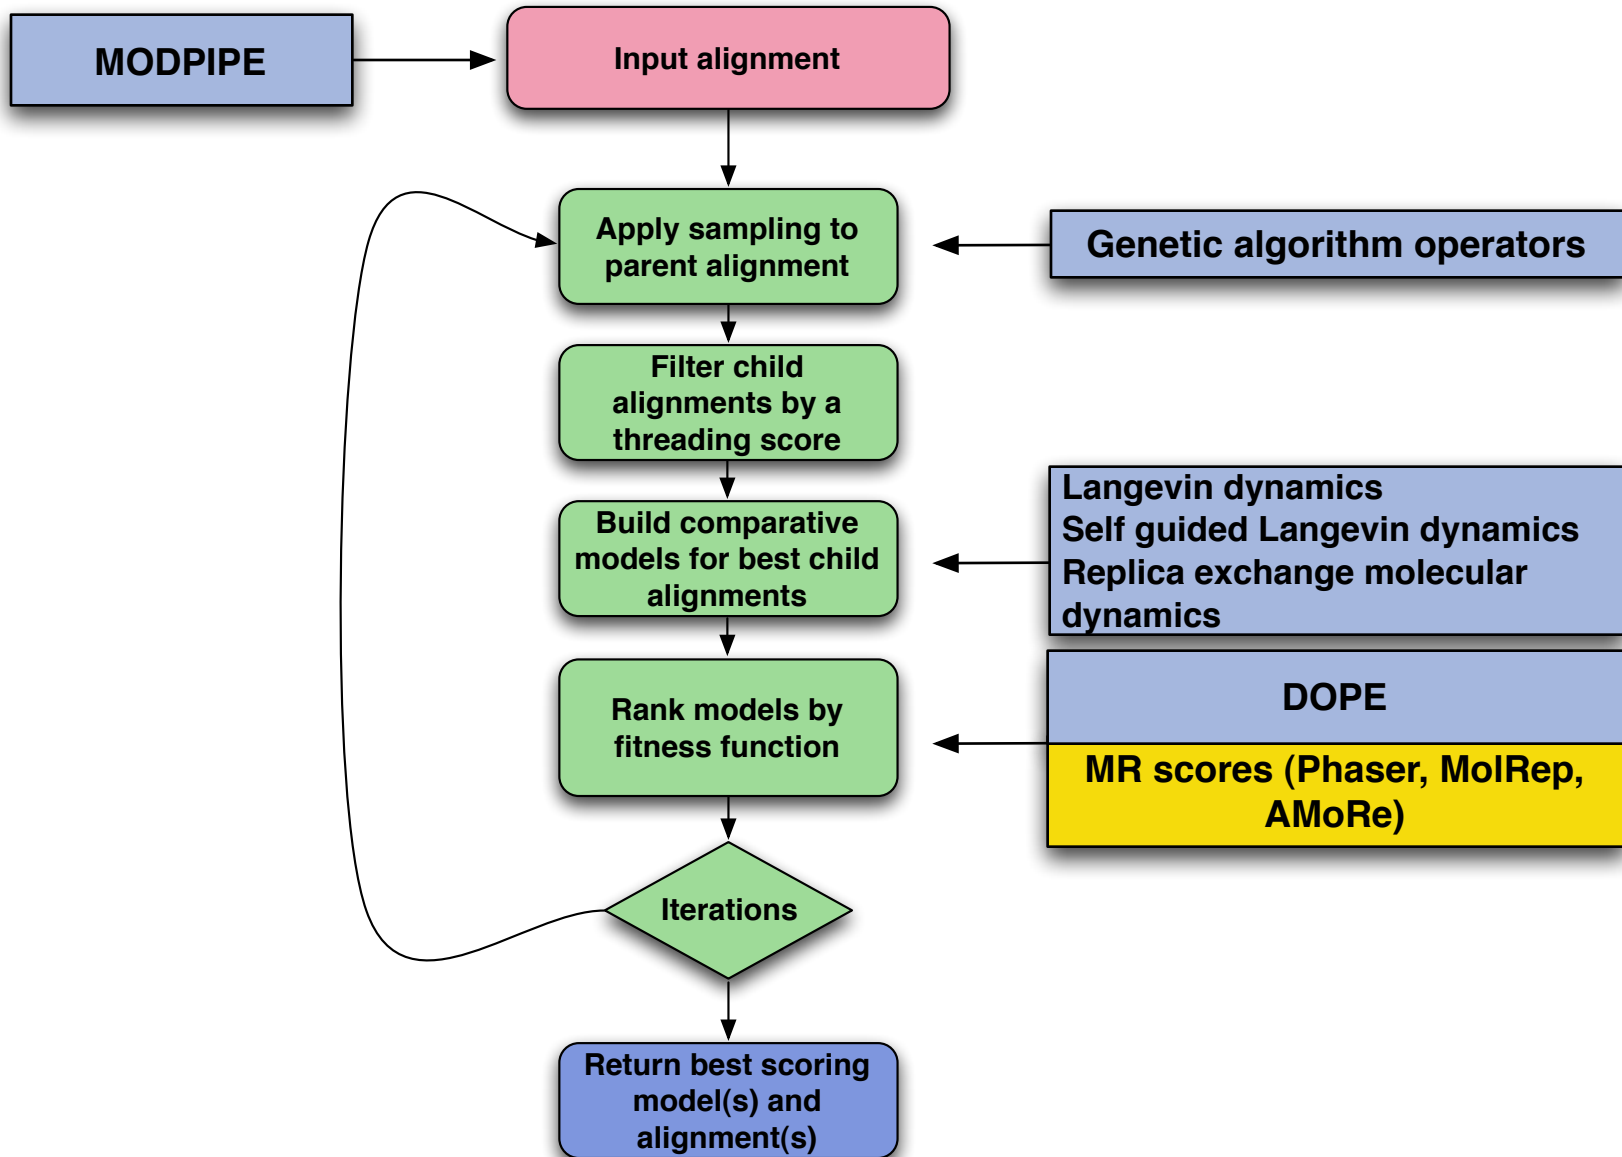 MODPIPE
Input alignment
Apply sampling to
parent alignment
Genetic algorithm operators
Filter child
alignments by a
threading score
Build comparative
models for best child
alignments
Langevin dynamics
Self guided Langevin dynamics
Replica exchange molecular
dynamics
Rank models by
fitness function
DOPE
MR scores (Phaser, MolRep,
AMoRe)
Iterations
Return best scoring
model(s) and
alignment(s)